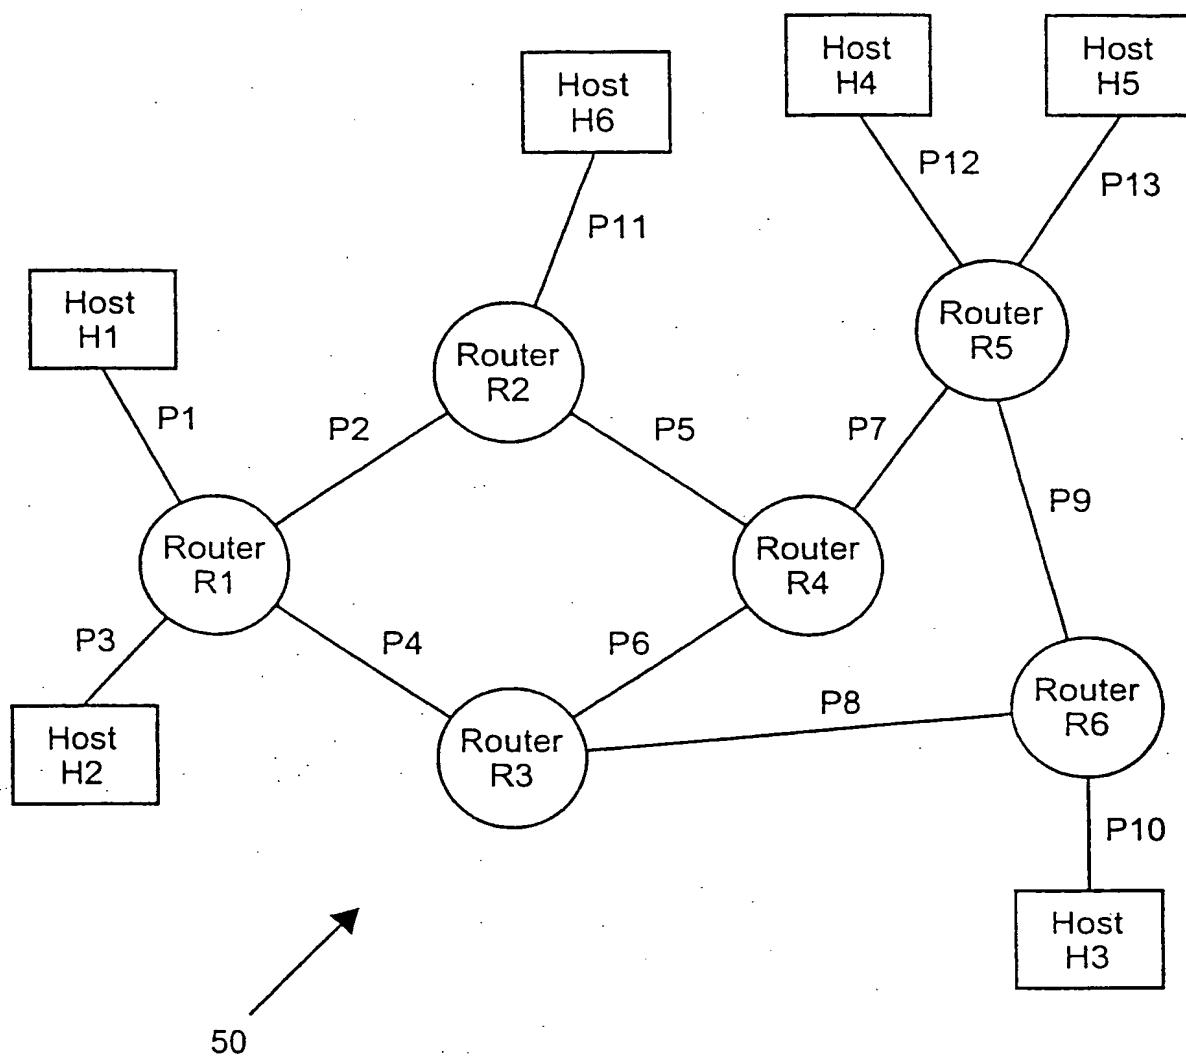 Host
H4
Host
H5
Host
H6
P12
P13
P11
Host
H1
Router
R5
Router
R2
P1
P2
P5
P7
P9
Router
R1
Router
R4
P3
P4
P6
Router
R6
P8
Host
H2
Router
R3
P10
Host
H3
50